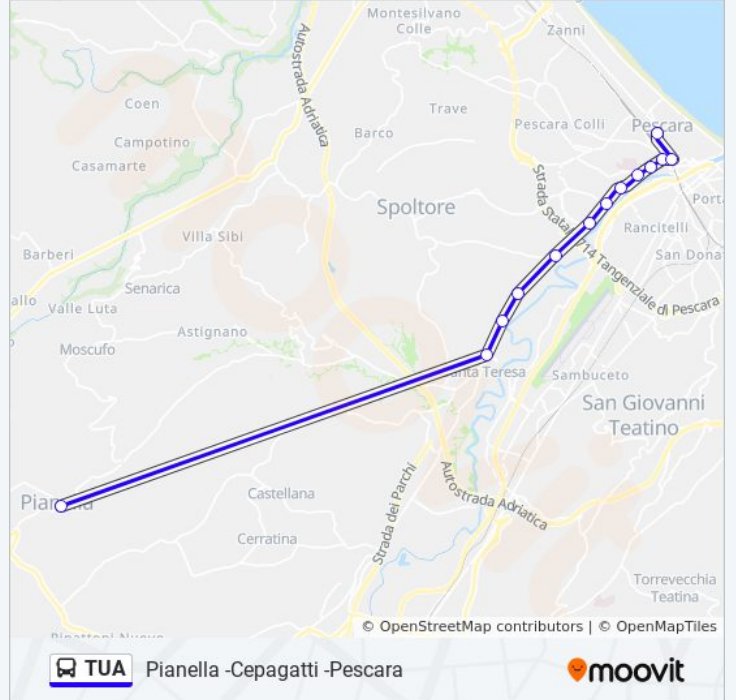 Montesilvano
Colle
Zanni
Autostrada Adriatica
Coen
Trave
Pescara Colli
Pescara
Campotino
Barco
Casamarte
Strada Statale 714 Tangenziale di Pescara
Porta
Spoltore
Rancitelli
Villa Sibi
Barberi
San Dona
Senarica
allo
Valle Luta
Astignano
Moscufo
anta Teresa
Sambuceto
San Giovanni
Teatino
Castellana
Strada dei Parchi
Autostrada Adriatica
Cerratina
Torrevecchia
Teatina
© OpenStreetMap contributors | © OpenMapTiles
TUA
Pianella -Cepagatti -Pescara
moovit